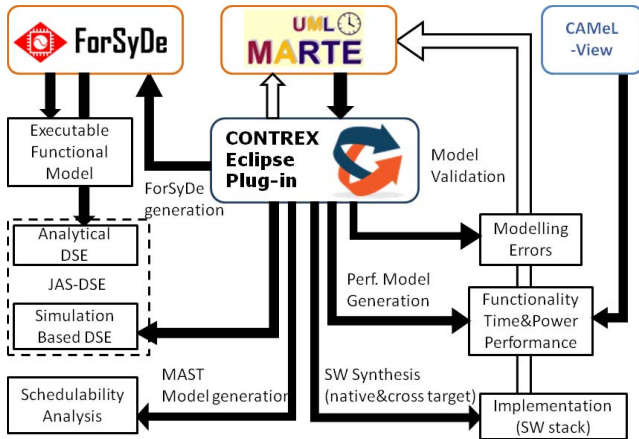 ForSyDe
UML
MARTE
CAMeL
-View
Executable
Functional
Model
CONTREX
Eclipse
Plug-in
Model
Validation
ForSyDe
generation
Analytical
DSE
JAS-DSE
Simulation
Based DSE
Modelling
Errors
Perf. Model
Generation
Functionality
Time&Power
Performance
MAST
Model generation
SW Synthesis
(native&cross target)
Schedulability
Analysis
Implementation
(SW stack)